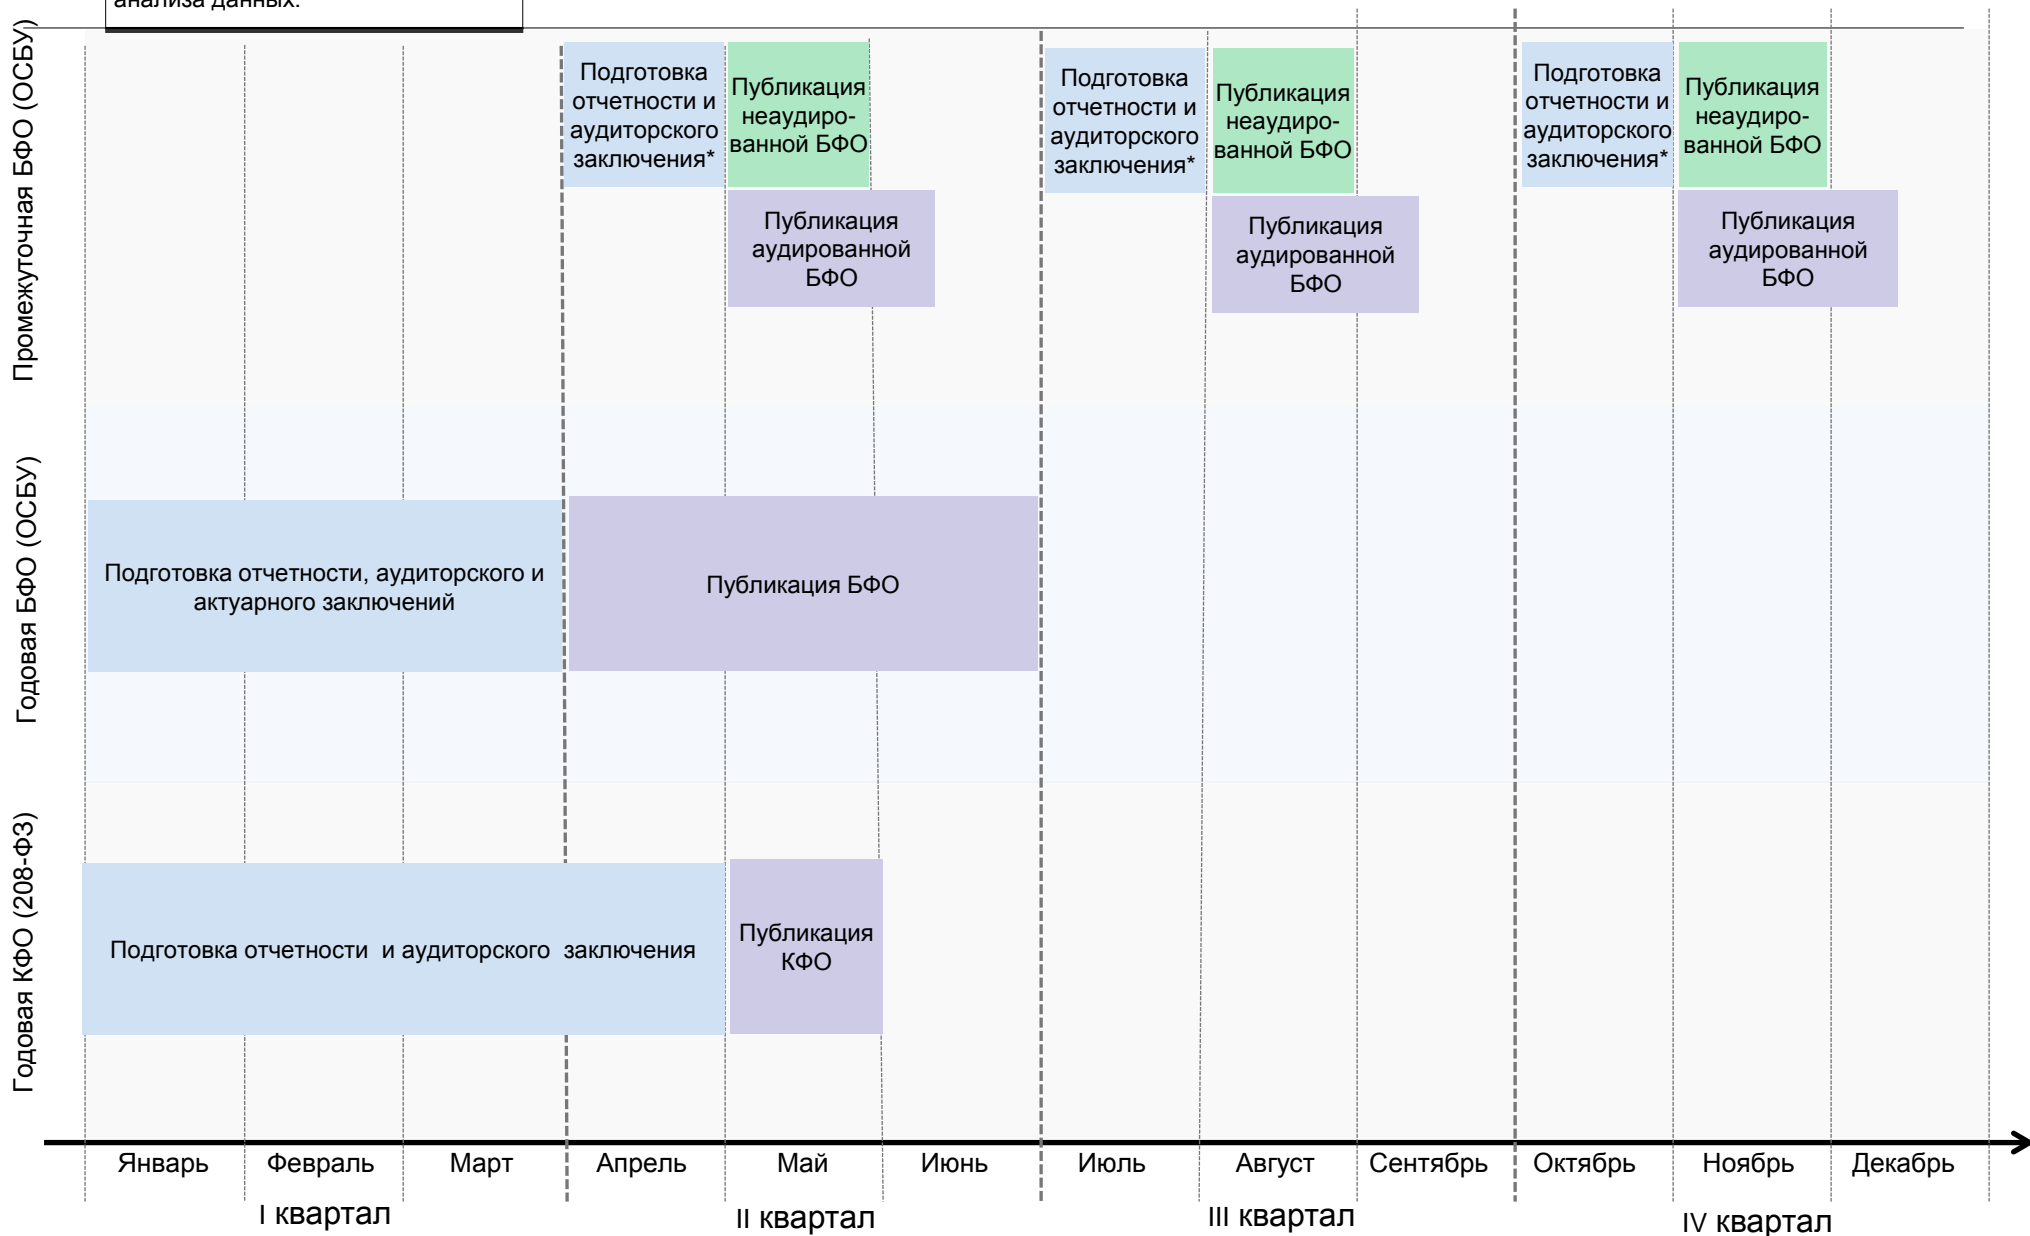 анализа данных.
Промежуточная БФО (ОСБУ)
Подготовка
отчетности и
аудиторского
заключения*
Публикация
неаудиро-
ванной БФО
Публикация
аудированной
БФО
Подготовка
отчетности и
аудиторского
заключения*
Публикация
неаудиро-
ванной БФО
Публикация
аудированной
БФО
Подготовка
отчетности и
аудиторского
заключения*
Публикация
неаудиро-
ванной БФО
Публикация
аудированной
БФО
Годовая БФО (ОСБУ)
Подготовка отчетности, аудиторского и
актуарного заключений
Публикация БФО
Годовая КФО (208-ФЗ)
Подготовка отчетности и аудиторского заключения
Публикация
КФО
Январь
Февраль
Март
Апрель
Май
Июнь
Июль
Август
Сентябрь
Октябрь
Ноябрь
Декабрь
I квартал
II квартал
III квартал
IV квартал